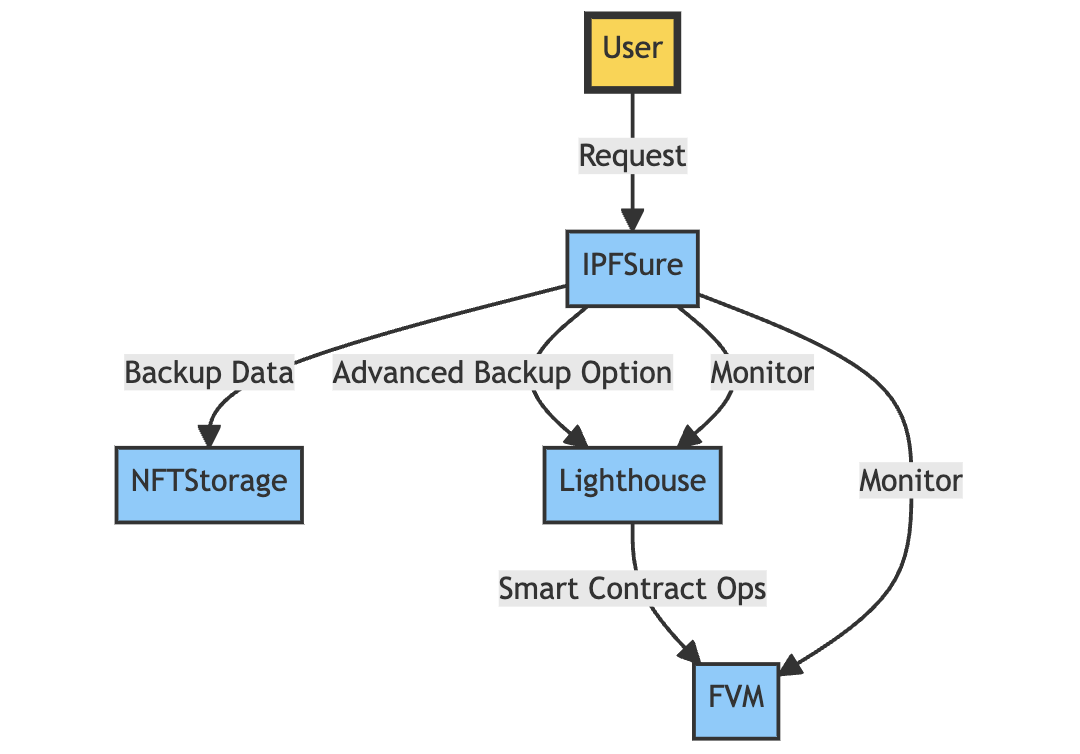 User
Request
IPFSure
Backup Data
Advanced Backup Option
Monitor
NFTStorage
Lighthouse
Monitor
Smart Contract Ops
FVM